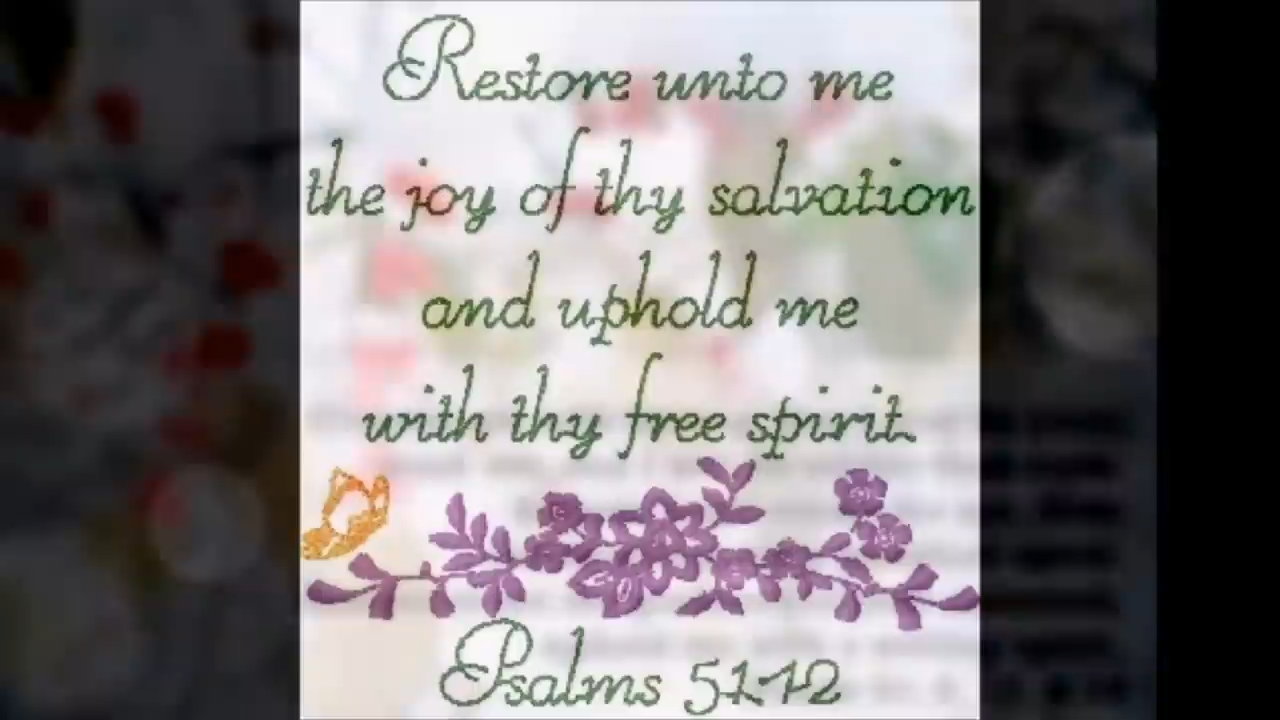 Restore unto me
the joy of thy salvation
and uphold me
with thy free spirit.
Psalms 51:12